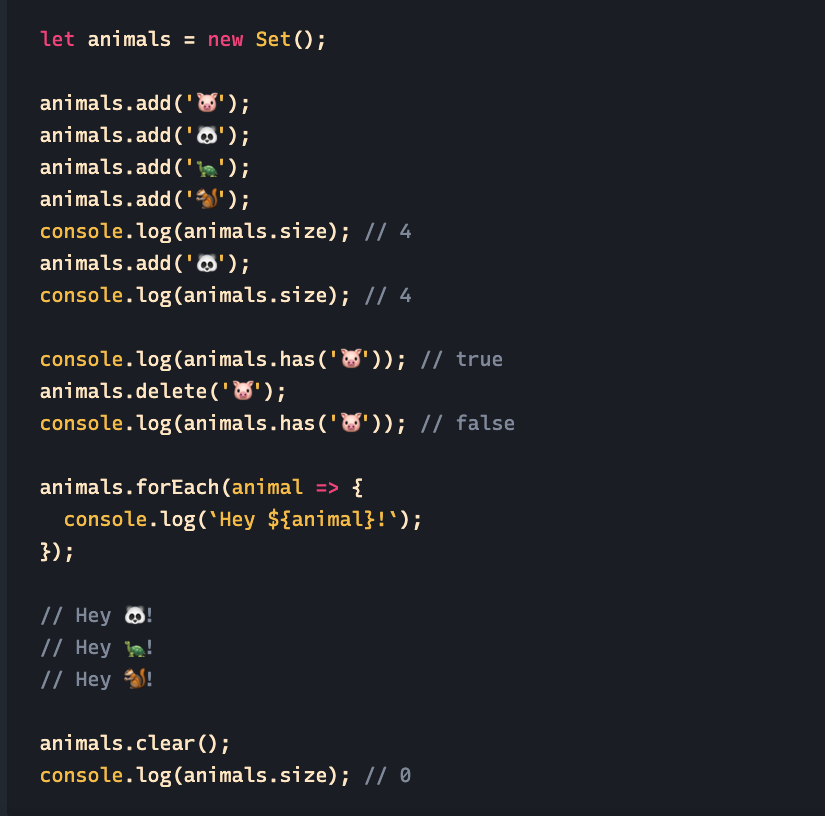 let animals = new Set();

animals.add('🐷');
animals.add('🐼');
animals.add('🐢');
animals.add('🐿️');
console.log(animals.size); // 4
animals.add('🐼');
console.log(animals.size); // 4

console.log(animals.has('🐷')); // true
animals.delete('🐷');
console.log(animals.has('🐷')); // false

animals.forEach(animal => {
  console.log(`Hey ${animal}!`);
});

// Hey 🐼!
// Hey 🐢!
// Hey 🐿️!

animals.clear();
console.log(animals.size); // 0